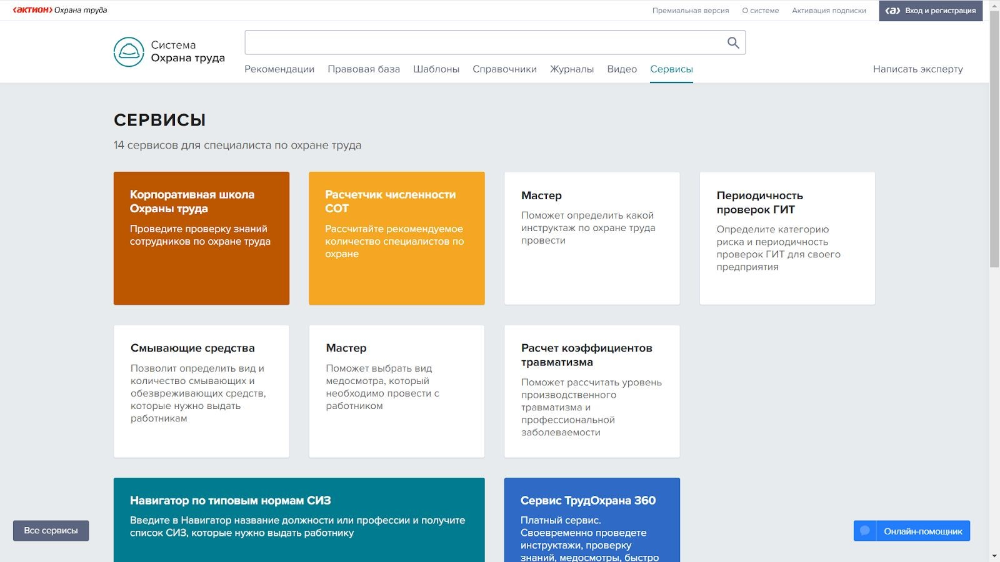 ‹актион› Охрана труда
Премиальная версия
О системе
Активация подписки
‹а› Вход и регистрация
Система
Охрана труда
Рекомендации
Правовая база
Шаблоны
Справочники
Журналы
Видео
Сервисы
Написать эксперту
СЕРВИСЫ
14 сервисов для специалиста по охране труда
Корпоративная школа
Охраны труда
Проведите проверку знаний
сотрудников по охране труда
Расчетчик численности
СОТ
Рассчитайте рекомендуемое
количество специалистов по
охране
Мастер
Поможет определить какой
инструктаж по охране труда
провести
Периодичность
проверок ГИТ
Определите категорию
риска и периодичность
проверок ГИТ для своего
предприятия
Смывающие средства
Позволит определить вид и
количество смывающих и
обезвреживающих средств,
которые нужно выдать
работникам
Мастер
Поможет выбрать вид
медосмотра, который
необходимо провести с
работником
Расчет коэффициентов
травматизма
Поможет рассчитать уровень
производственного
травматизма и
профессиональной
заболеваемости
Навигатор по типовым нормам СИЗ
Введите в Навигатор название должности или профессии и получите
список СИЗ, которые нужно выдать работнику
Сервис ТрудОхрана 360
Платный сервис.
Своевременно проведете
инструктажи, проверку
знаний, медосмотры, быстро
Все сервисы
Онлайн-помощник